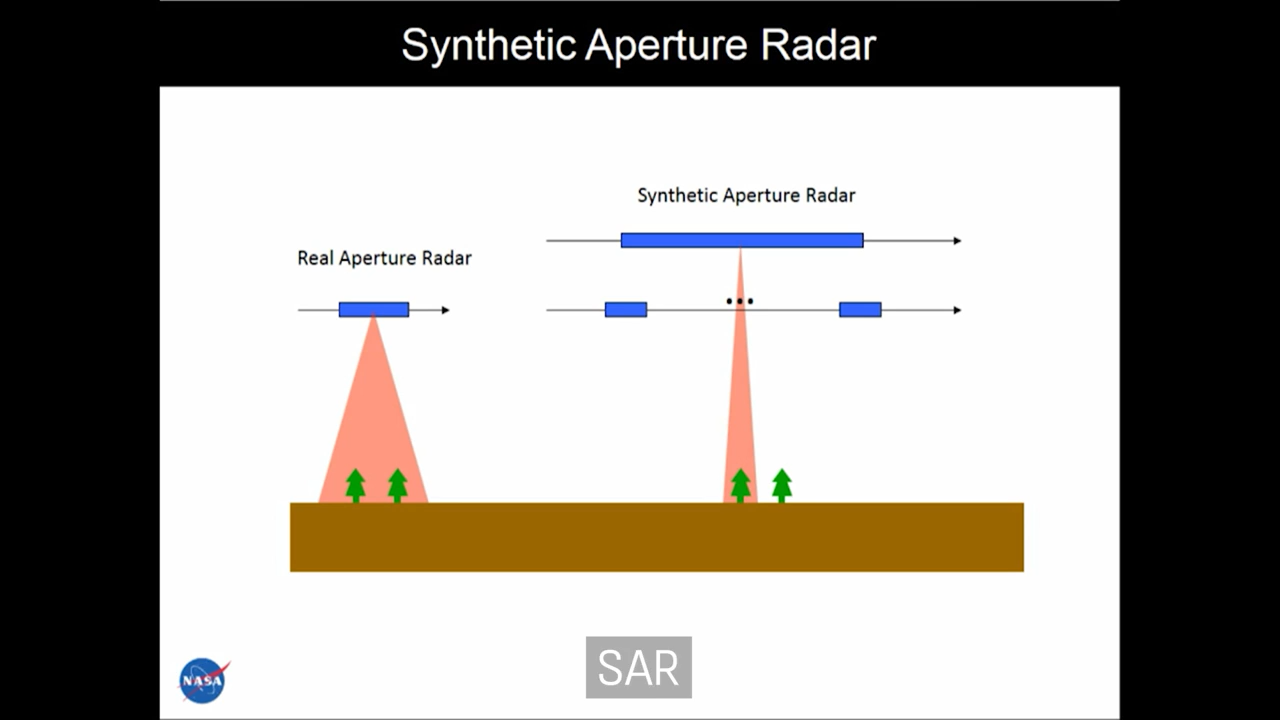 Synthetic Aperture Radar
Synthetic Aperture Radar
Real Aperture Radar
SAR
NASA